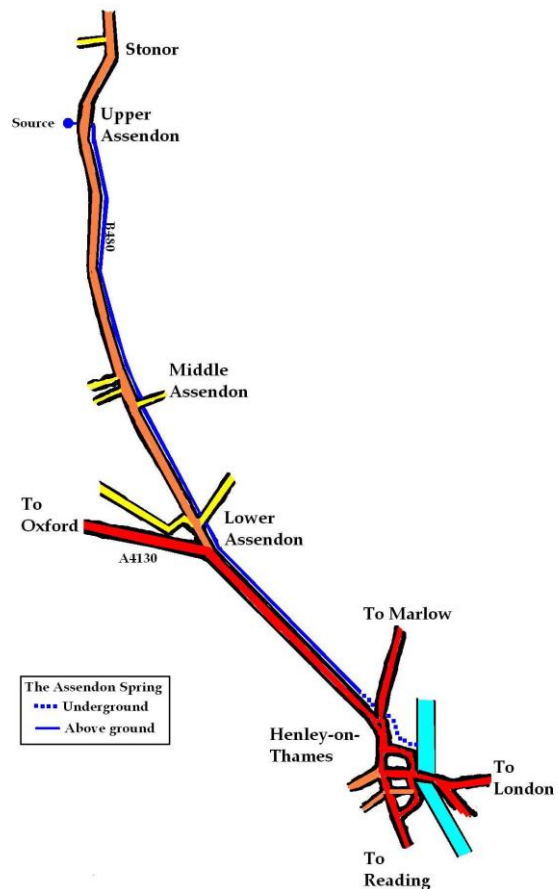 Stonor
Source
Upper
Assendon
B480
Middle
Assendon
To
Oxford
Lower
Assendon
A4130
To Marlow
The Assendon Spring
Underground
Above ground
Henley-on-
Thames
To
London
To
Reading